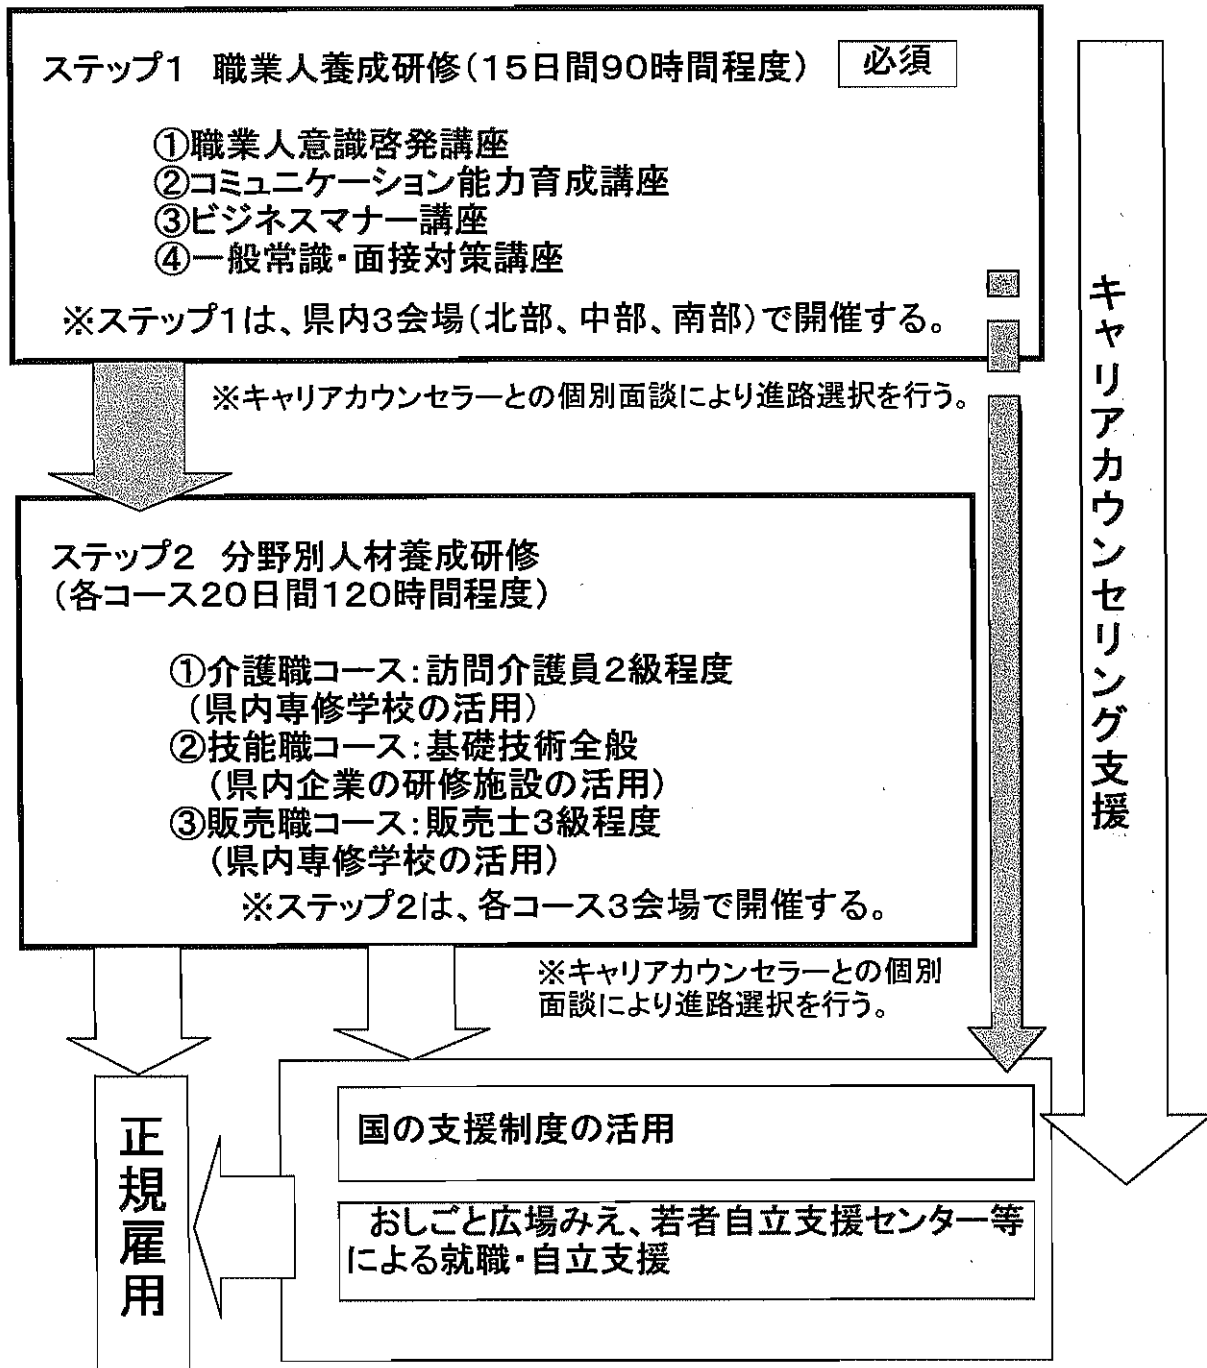 ステップ1　職業人養成研修(15日間90時間程度)　必須
①職業人意識啓発講座
②コミュニケーション能力育成講座
③ビジネスマナー講座
④一般常識・面接対策講座
※ステップ1は、県内3会場(北部、中部、南部)で開催する。
※キャリアカウンセラーとの個別面談により進路選択を行う。
ステップ2　分野別人材養成研修
(各コース20日間120時間程度)
①介護職コース:訪問介護員2級程度
(県内専修学校の活用)
②技能職コース:基礎技術全般
(県内企業の研修施設の活用)
③販売職コース:販売士3級程度
(県内専修学校の活用)
※ステップ2は、各コース3会場で開催する。
※キャリアカウンセラーとの個別
面談により進路選択を行う。
国の支援制度の活用
おしごと広場みえ、若者自立支援センター等
による就職・自立支援
正規雇用
キャリアカウンセリング支援